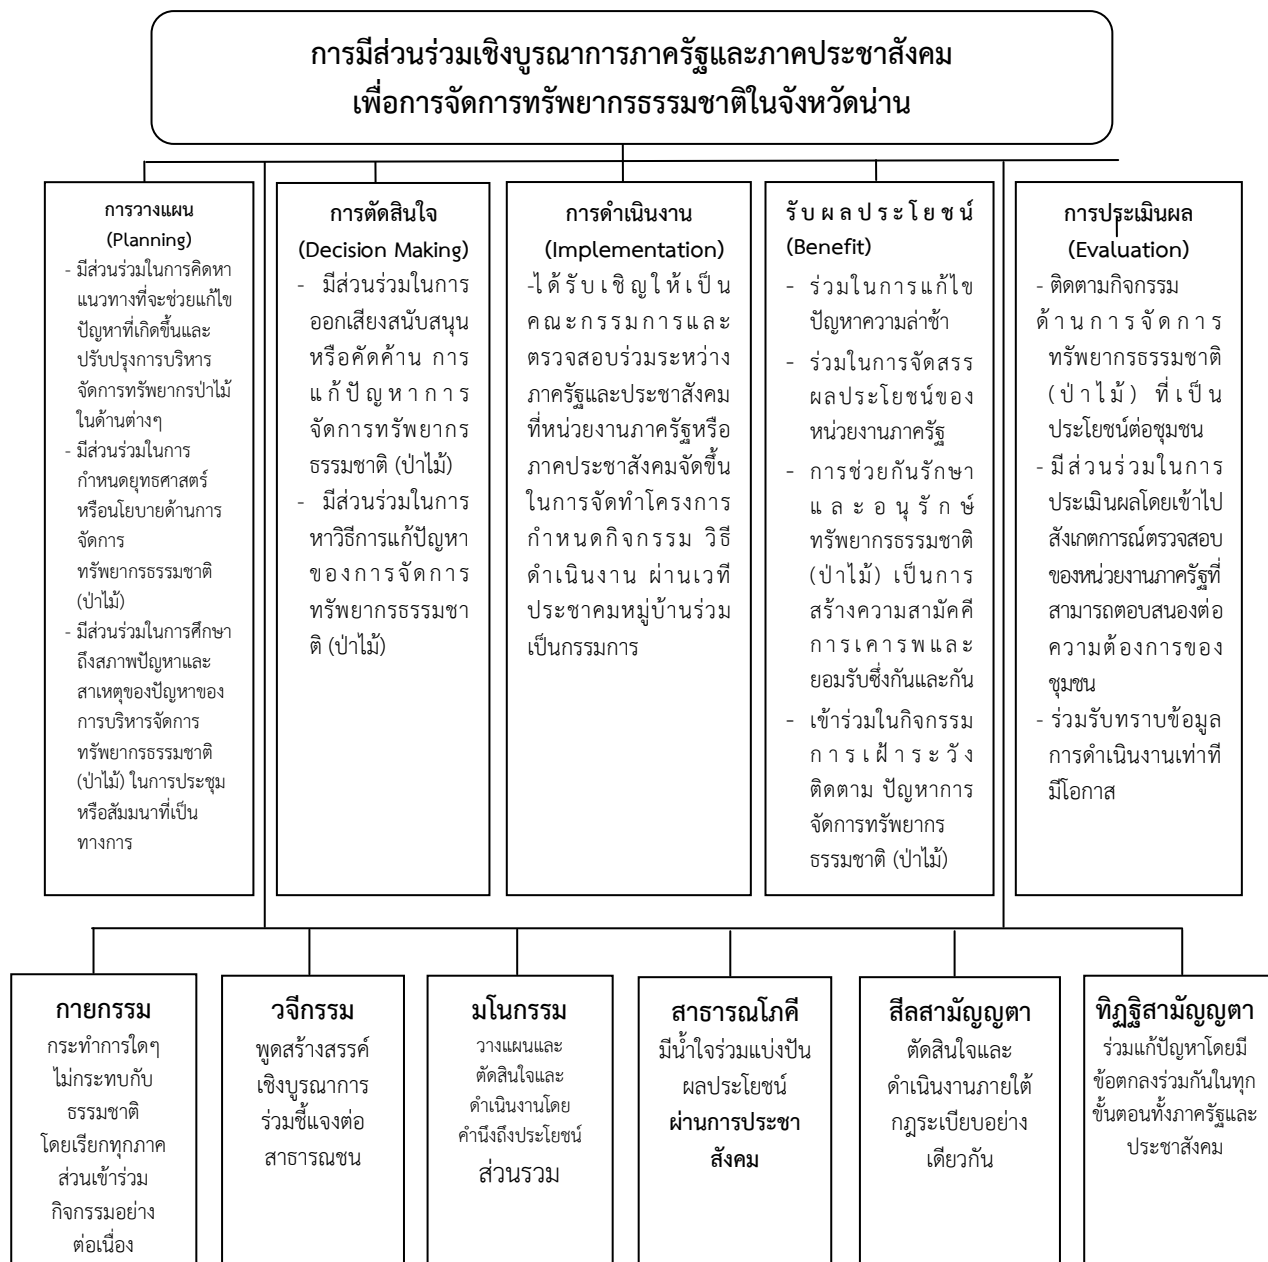 การมีส่วนร่วมเชิงบูรณาการภาครัฐและภาคประชาสังคม
เพื่อการจัดการทรัพยากรธรรมชาติในจังหวัดน่าน
การวางแผน
(Planning)
- มีส่วนร่วมในการคิดหา
แนวทางที่จะช่วยแก้ไข
ปัญหาที่เกิดขึ้นและ
ปรับปรุงการบริหาร
จัดการทรัพยากรป่าไม้
ในด้านต่างๆ
- มีส่วนร่วมในการ
กำหนดยุทธศาสตร์
หรือนโยบายด้านการ
จัดการ
ทรัพยากรธรรมชาติ
(ป่าไม้)
- มีส่วนร่วมในการศึกษา
ถึงสภาพปัญหาและ
สาเหตุของปัญหาของ
การบริหารจัดการ
ทรัพยากรธรรมชาติ
(ป่าไม้) ในการประชุม
หรือสัมมนาที่เป็น
ทางการ
การตัดสินใจ
(Decision Making)
- มีส่วนร่วมในการ
ออกเสียงสนับสนุน
หรือคัดค้าน การ
แก้ปัญหาการ
จัดการทรัพยากร
ธรรมชาติ (ป่าไม้)
- มีส่วนร่วมในการ
หาวิธีการแก้ปัญหา
ของการจัดการ
ทรัพยากรธรรมชา
ติ (ป่าไม้)
การดำเนินงาน
(Implementation)
-ได้รับเชิญให้เป็น
คณะกรรมการและ
ตรวจสอบร่วมระหว่าง
ภาครัฐและประชาสังคม
ที่หน่วยงานภาครัฐหรือ
ภาคประชาสังคมจัดขึ้น
ในการจัดทำโครงการ
กำหนดกิจกรรม วิธี
ดำเนินงาน ผ่านเวที
ประชาคมหมู่บ้านร่วม
เป็นกรรมการ
รับผลประโยชน์
(Benefit)
- ร่วมในการแก้ไข
ปัญหาความล่าช้า
- ร่วมในการจัดสรร
ผลประโยชน์ของ
หน่วยงานภาครัฐ
- การช่วยกันรักษา
และอนุรักษ์
ทรัพยากรธรรมชาติ
(ป่าไม้) เป็นการ
สร้างความสามัคคี
การเคารพและ
ยอมรับซึ่งกันและกัน
- เข้าร่วมในกิจกรรม
การเฝ้าระวัง
ติดตาม ปัญหาการ
จัดการทรัพยากร
ธรรมชาติ (ป่าไม้)
การประเมินผล
(Evaluation)
- ติดตามกิจกรรม
ด้านการจัดการ
ทรัพยากรธรรมชาติ
(ป่าไม้) ที่เป็น
ประโยชน์ต่อชุมชน
- มีส่วนร่วมในการ
ประเมินผลโดยเข้าไป
สังเกตการณ์ตรวจสอบ
ของหน่วยงานภาครัฐที่
สามารถตอบสนองต่อ
ความต้องการของ
ชุมชน
- ร่วมรับทราบข้อมูล
การดำเนินงานเท่าที
มีโอกาส
กายกรรม
กระทำการใดๆ
ไม่กระทบกับ
ธรรมชาติ
โดยเรียกทุกภาค
ส่วนเข้าร่วม
กิจกรรมอย่าง
ต่อเนื่อง
วจีกรรม
พูดสร้างสรรค์
เชิงบูรณาการ
ร่วมชี้แจงต่อ
สาธารณชน
มโนกรรม
วางแผนและ
ตัดสินใจและ
ดำเนินงานโดย
คำนึงถึงประโยชน์
ส่วนรวม
สาธารณโภคี
มีน้ำใจร่วมแบ่งปัน
ผลประโยชน์
ผ่านการประชา
สังคม
สีลสามัญญตา
ตัดสินใจและ
ดำเนินงานภายใต้
กฎระเบียบอย่าง
เดียวกัน
ทิฏฐิสามัญญตา
ร่วมแก้ปัญหาโดยมี
ข้อตกลงร่วมกันในทุก
ขั้นตอนทั้งภาครัฐและ
ประชาสังคม